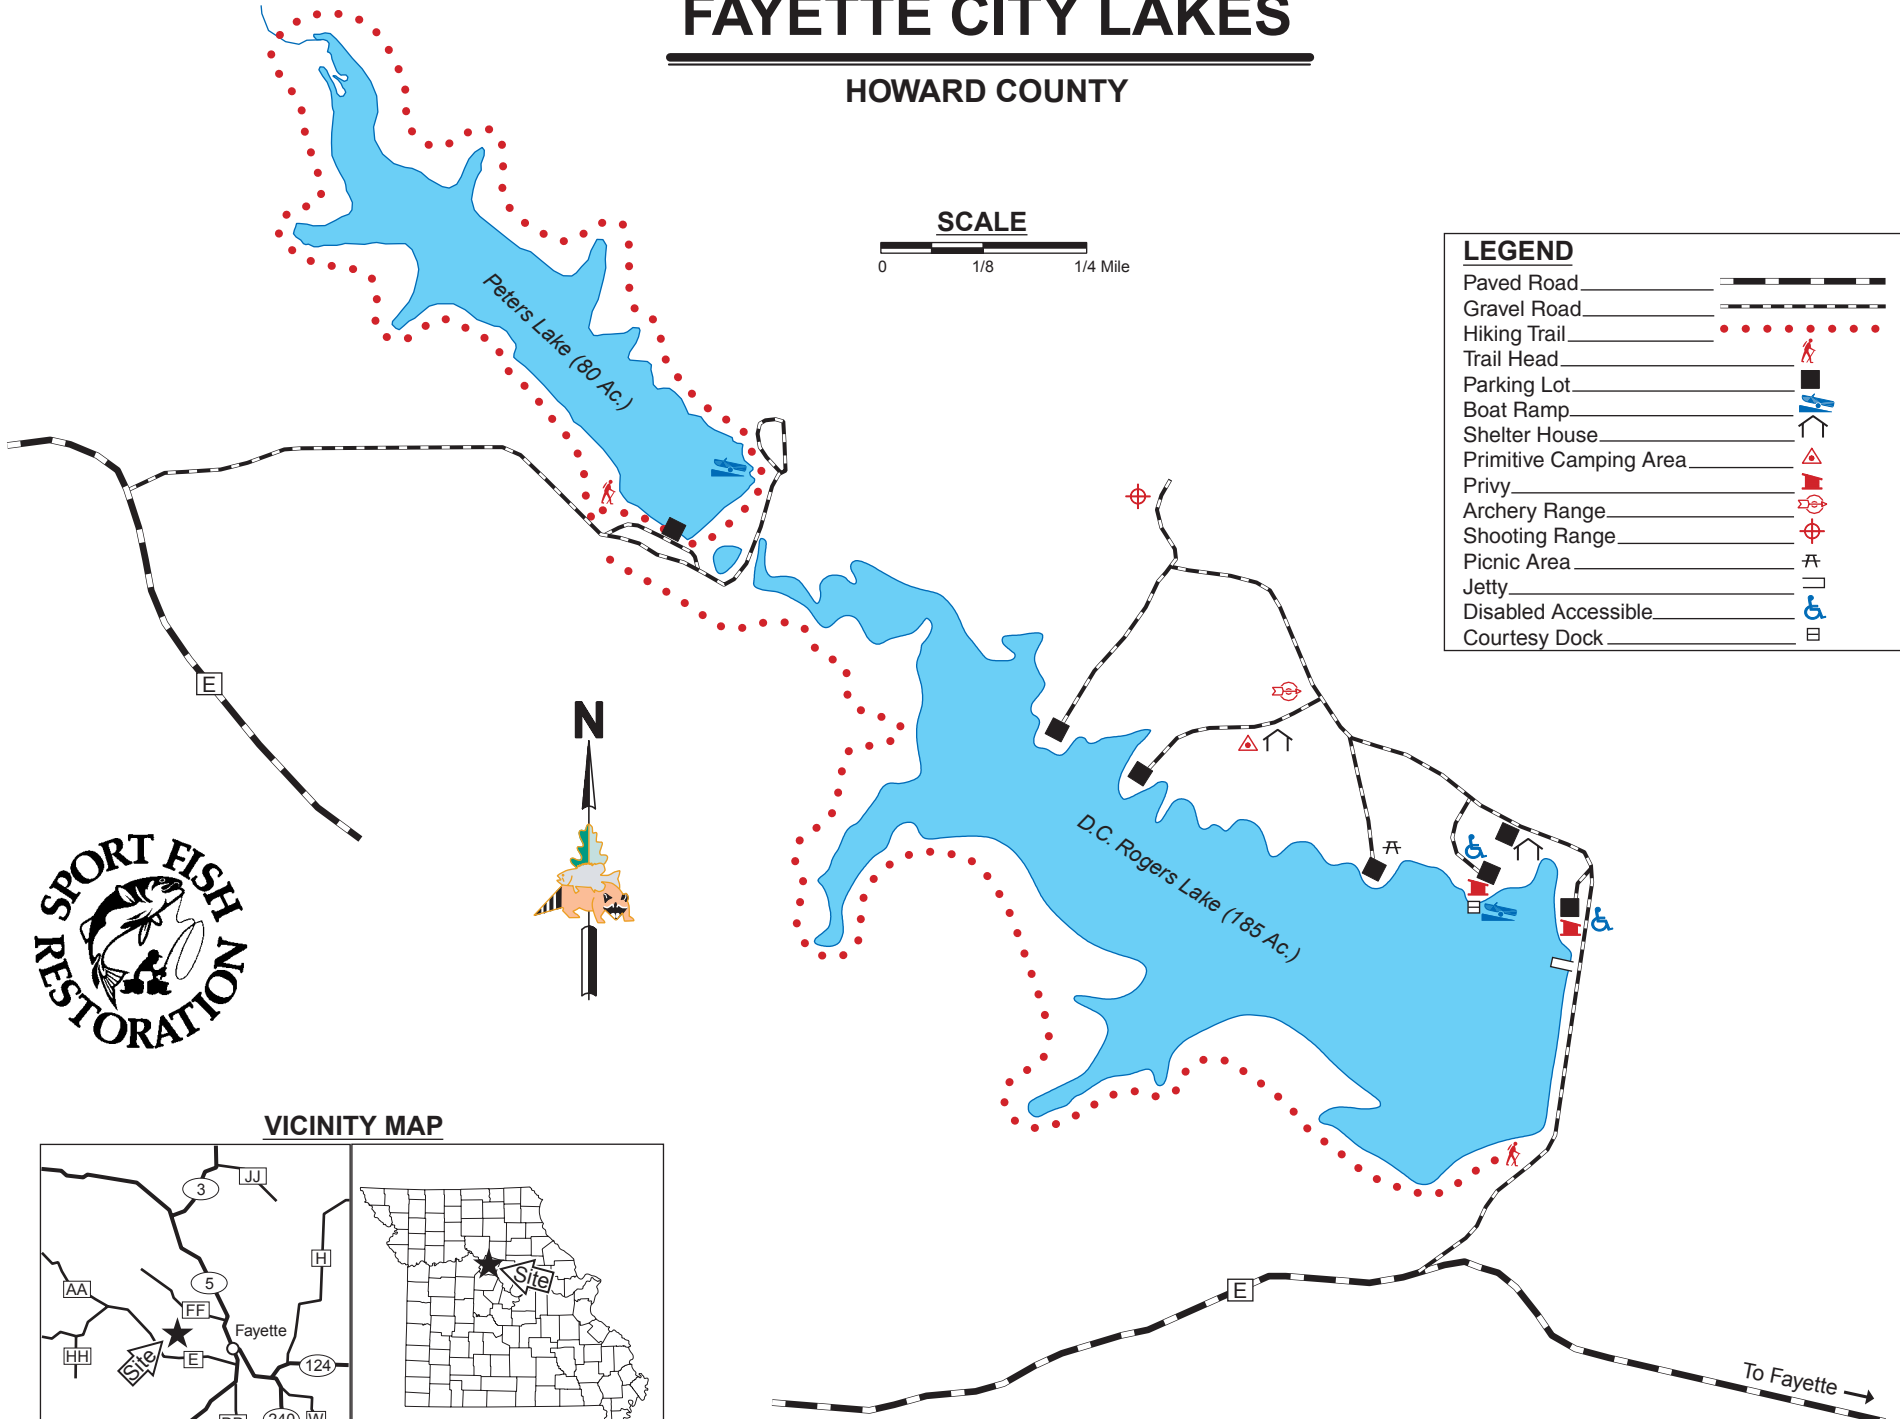 FAYETTE CITY LAKES
HOWARD COUNTY
SCALE
0 1/8 1/4 Mile
LEGEND
Paved Road
Gravel Road
Hiking Trail
Trail Head
Parking Lot
Boat Ramp
Shelter House
Primitive Camping Area
Privy
Archery Range
Shooting Range
Picnic Area
Jetty
Disabled Accessible
Courtesy Dock
Peters Lake (80 Ac.)
E
N
D.C. Rogers Lake (185 Ac.)
SPORT FISH
RESTORATION
VICINITY MAP
JJ
3
H
5
AA
FF
Fayette
HH
Site
E
124
240
W
Site
E
To Fayette